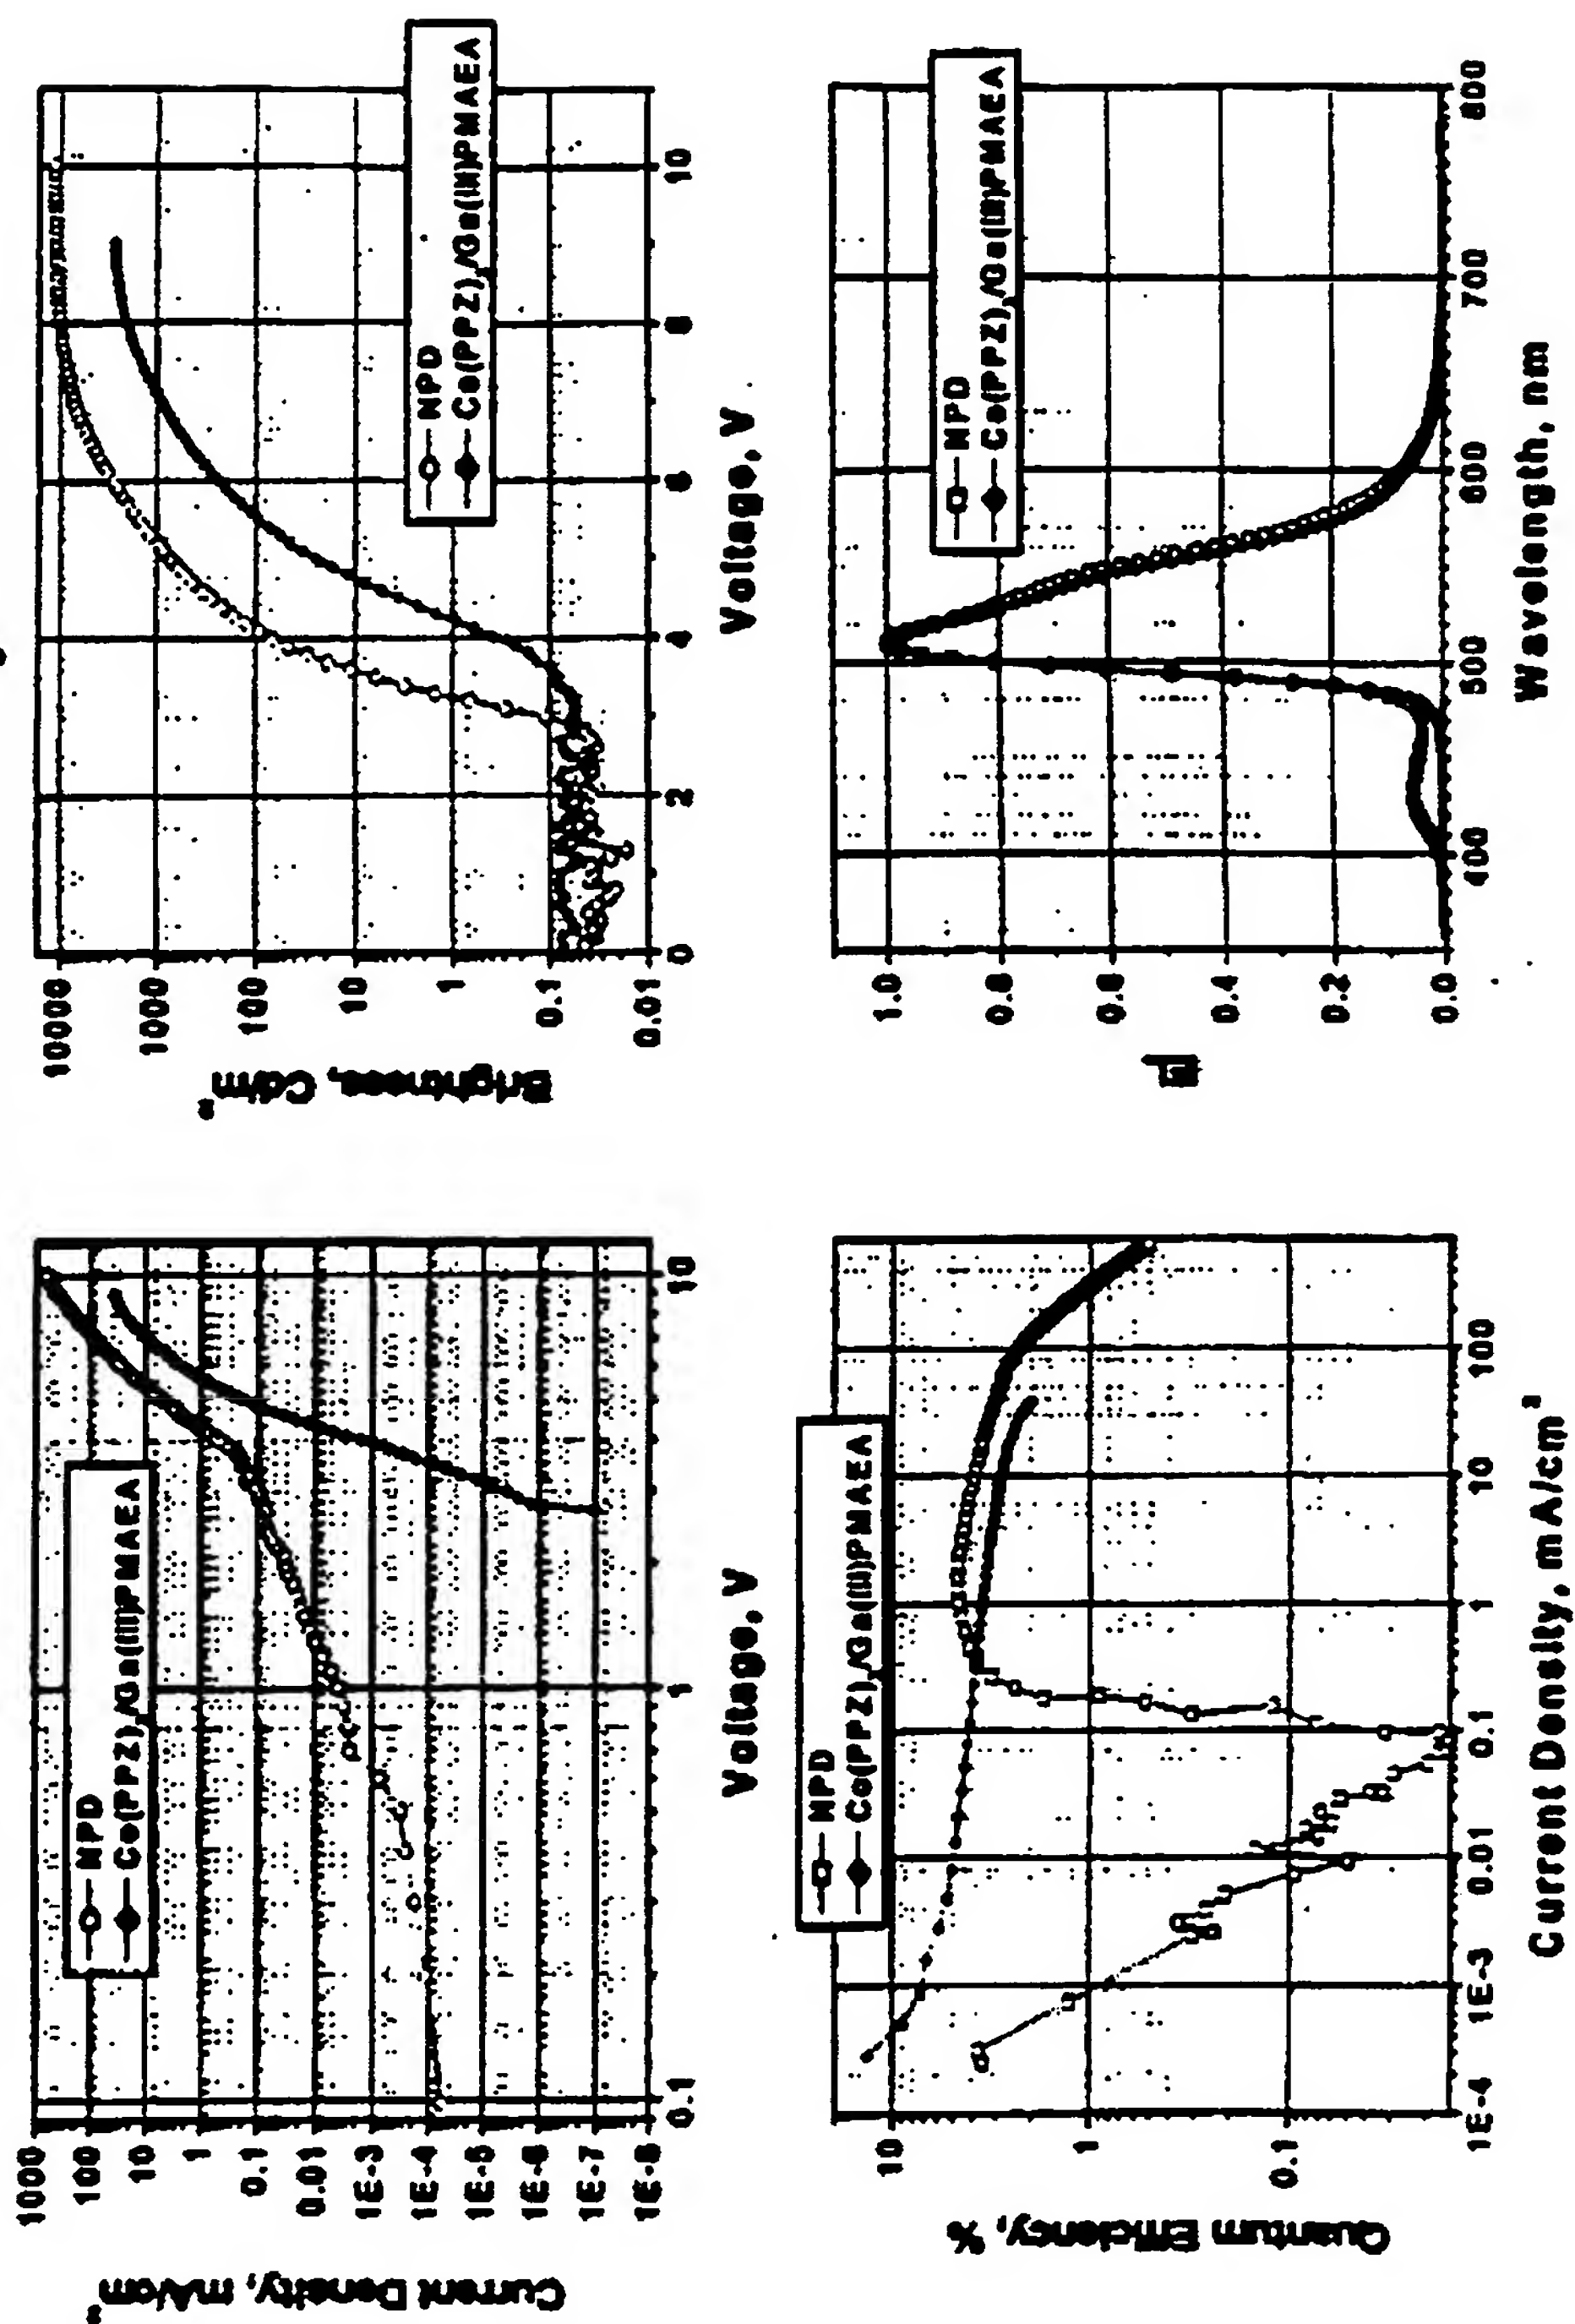 1000
100
10
1
0.1
0.01
1E-3
1E-4
1E-5
1E-6
1E-7
1E-8
Current Density, mA/cm²
NPD
Co(PPZ)₃/Ga(III)PMAEA
0.1
1
10
Voltage, V
10000
1000
100
10
1
0.1
0.01
Brightness, Cd/m²
NPD
Co(PPZ)₃/Ga(III)PMAEA
0
2
4
6
8
10
Voltage, V
10
1
0.1
Quantum Efficiency, %
NPD
Co(PPZ)₃/Ga(III)PMAEA
1E-4
1E-3
0.01
0.1
1
10
100
Current Density, mA/cm²
1.0
0.8
0.6
0.4
0.2
0.0
EL
NPD
Co(PPZ)₃/Ga(III)PMAEA
400
500
600
700
800
Wavelength, nm